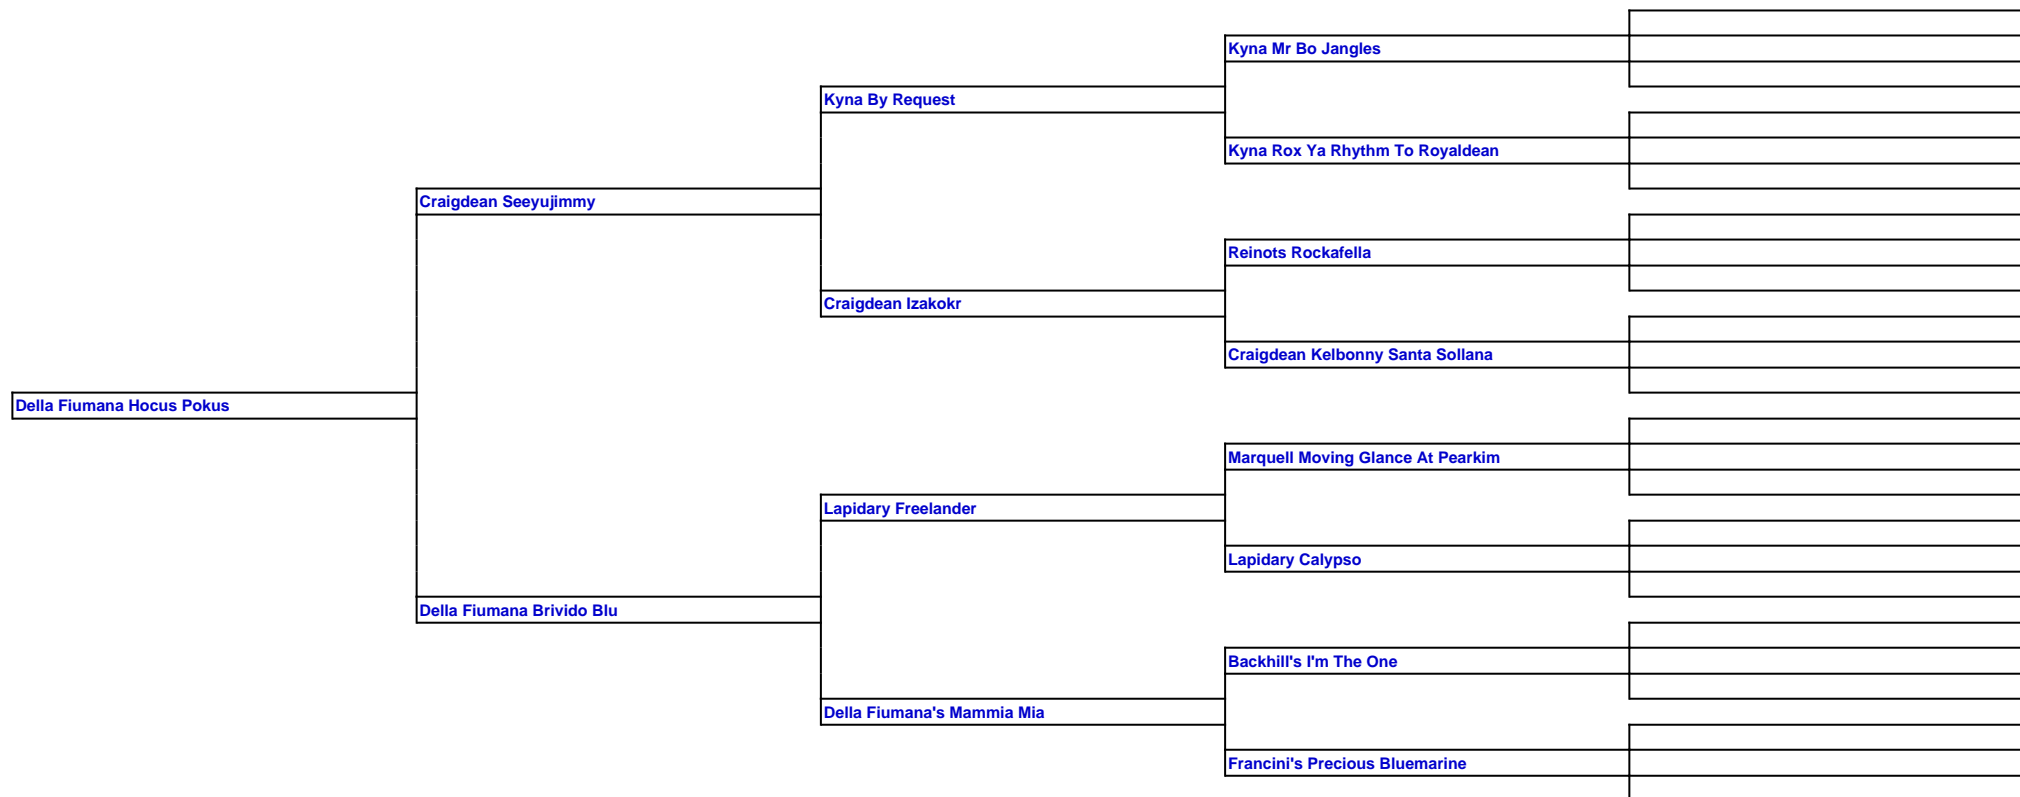 Kyna Mr Bo Jangles
Kyna By Request
Kyna Rox Ya Rhythm To Royaldean
Craigdean Seeyujimmy
Reinots Rockafella
Craigdean Izakokr
Craigdean Kelbonny Santa Sollana
Della Fiumana Hocus Pokus
Marquell Moving Glance At Pearkim
Lapidary Freelander
Lapidary Calypso
Della Fiumana Brivido Blu
Backhill's I'm The One
Della Fiumana's Mammia Mia
Francini's Precious Bluemarine